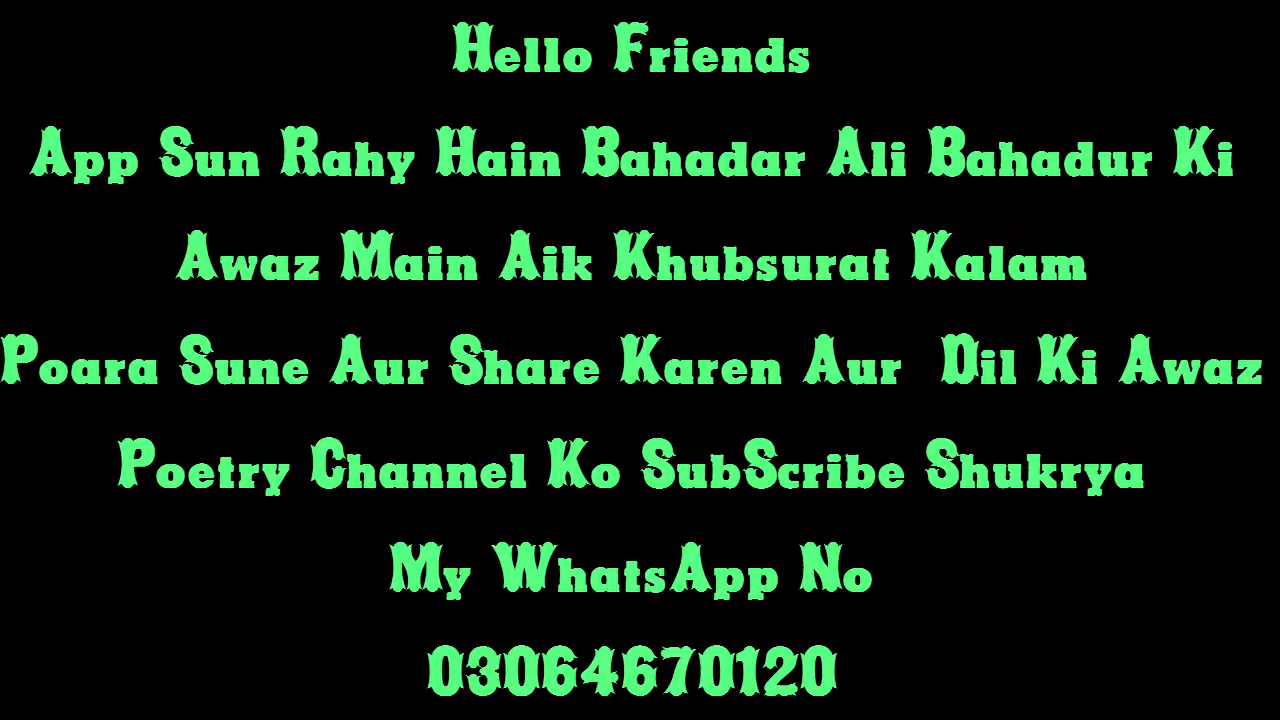 Hello Friends
App Sun Rahy Hain Bahadar Ali Bahadur Ki
Awaz Main Aik Khubsurat Kalam
Poara Sune Aur Share Karen Aur Dil Ki Awaz
Poetry Channel Ko SubScribe Shukrya
My WhatsApp No
03064670120